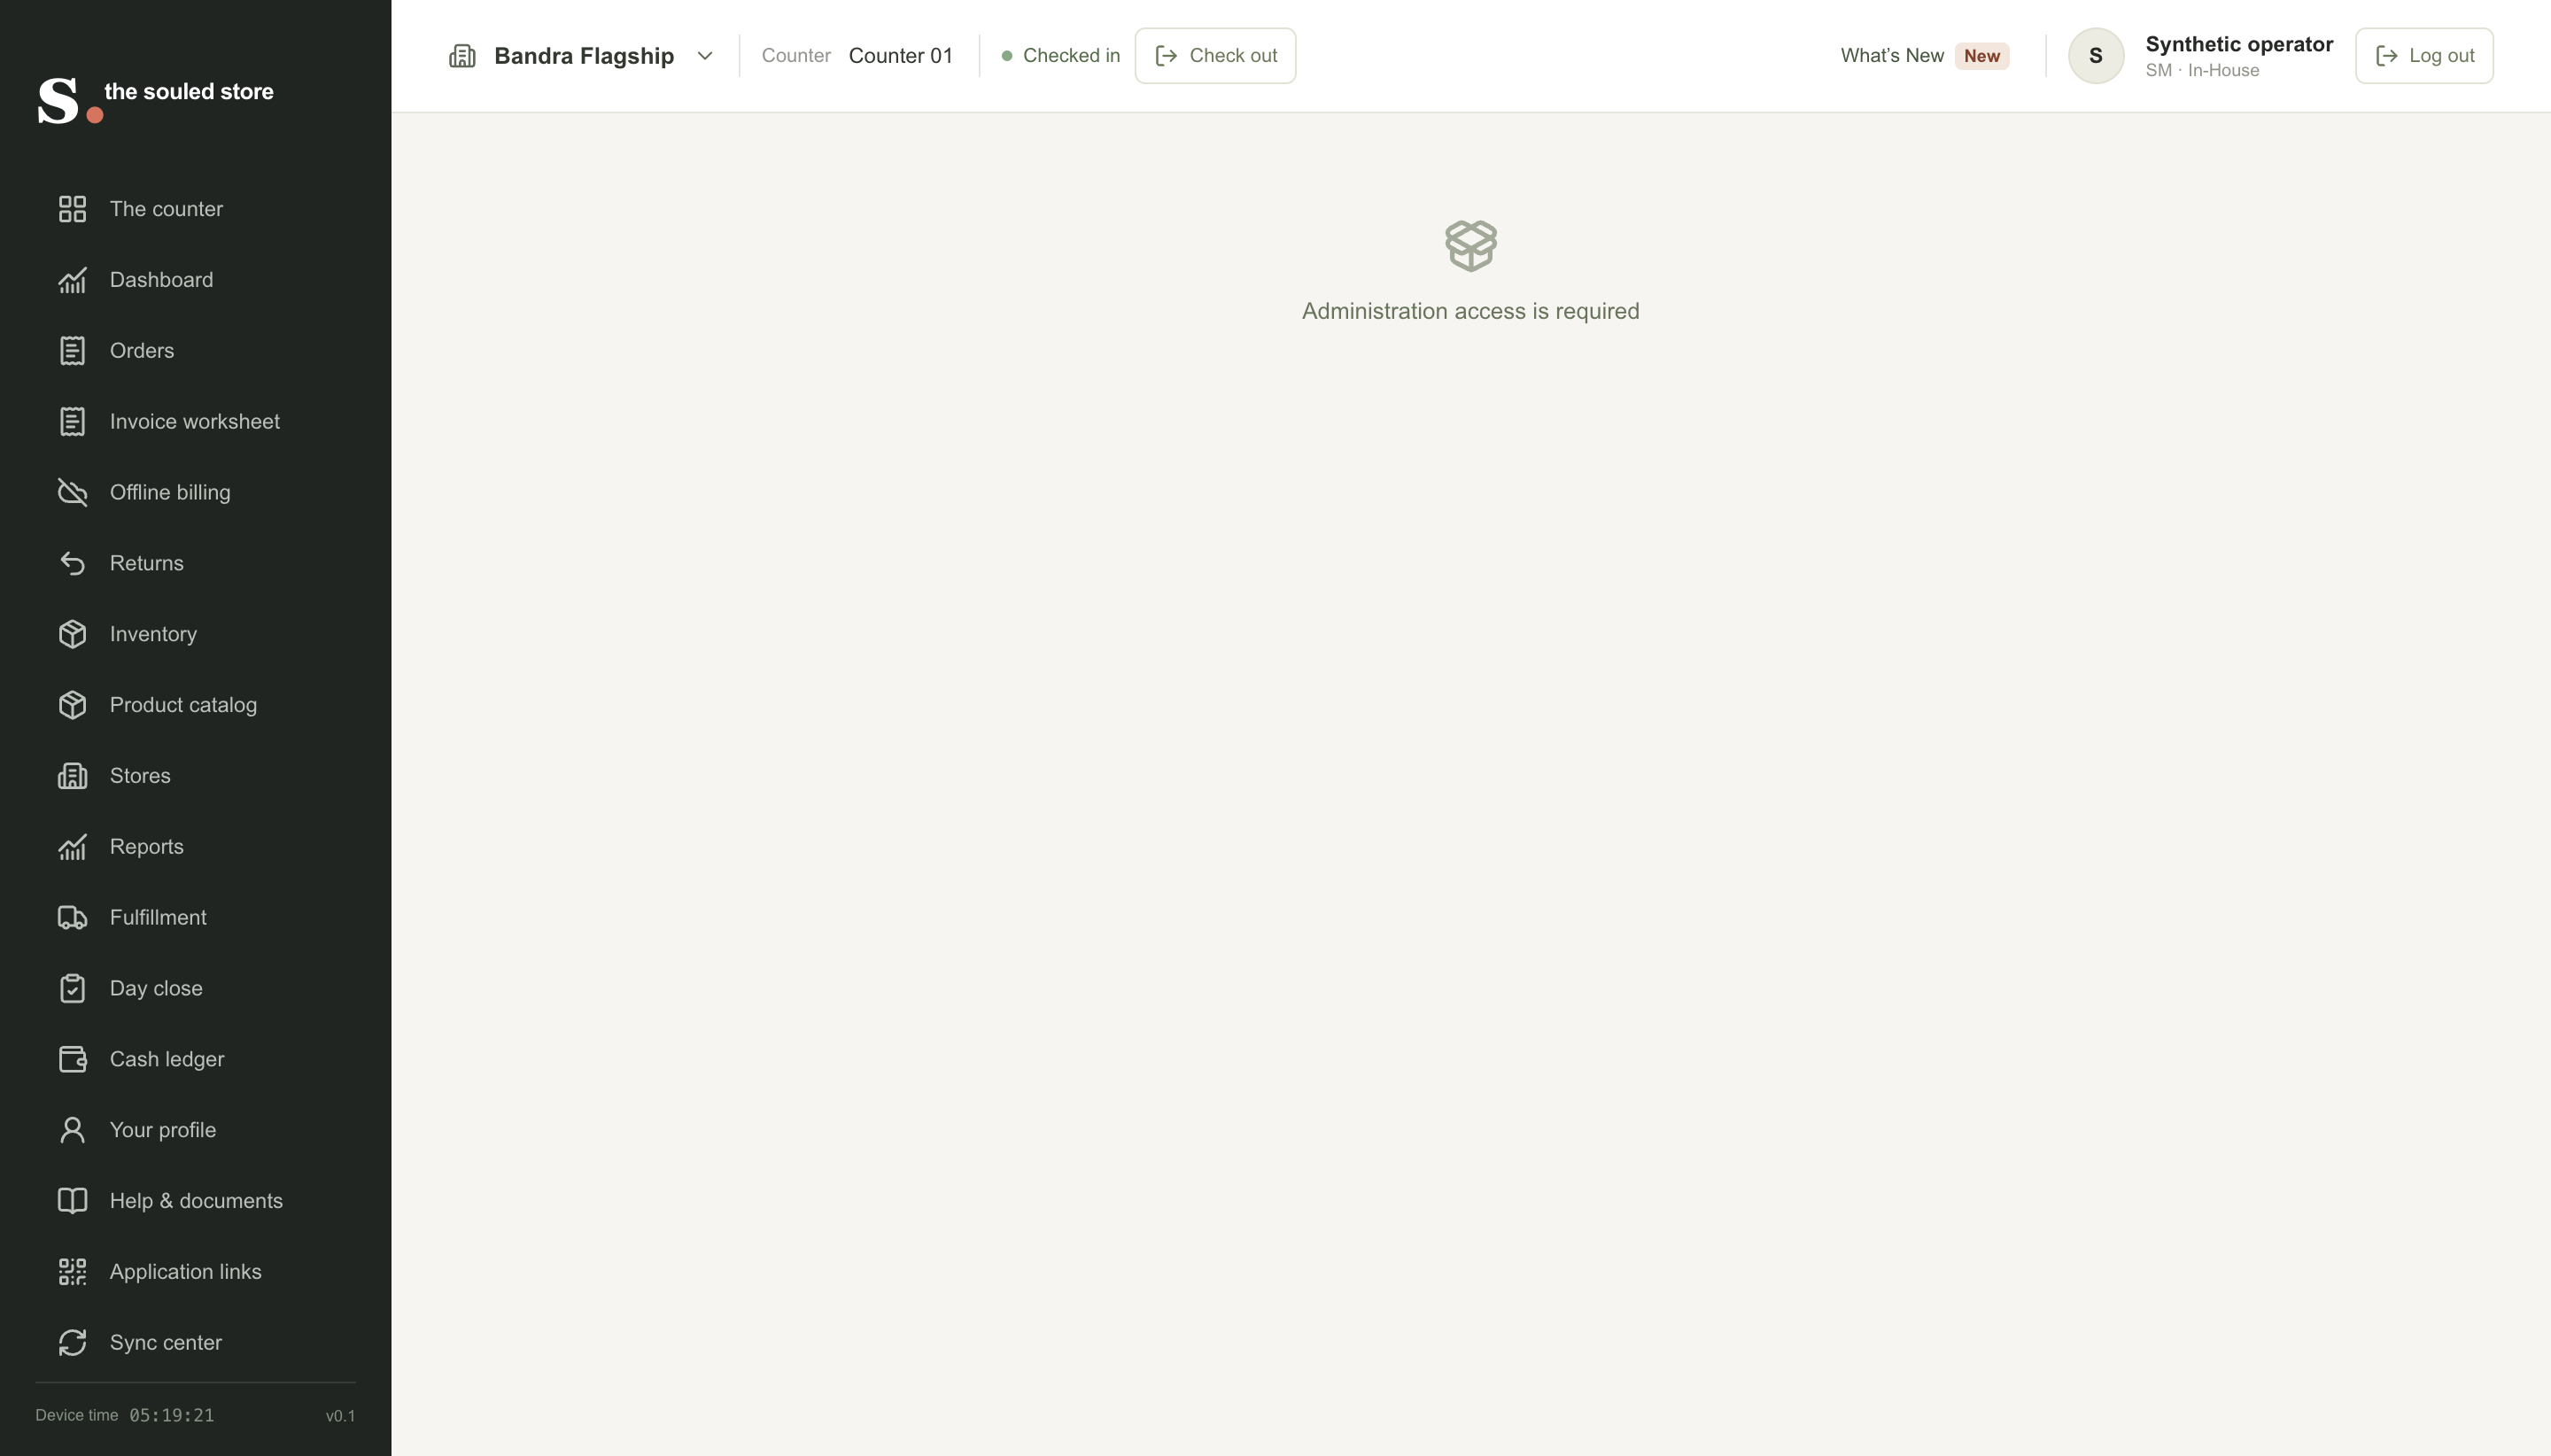 S.
the souled store
The counter
Dashboard
Orders
Invoice worksheet
Offline billing
Returns
Inventory
Product catalog
Stores
Reports
Fulfillment
Day close
Cash ledger
Your profile
Help & documents
Application links
Sync center
Device time 05:19:21 v0.1
Bandra Flagship Counter Counter 01 Checked in Check out What’s New New S Synthetic operator Log out
SM · In-House
Administration access is required